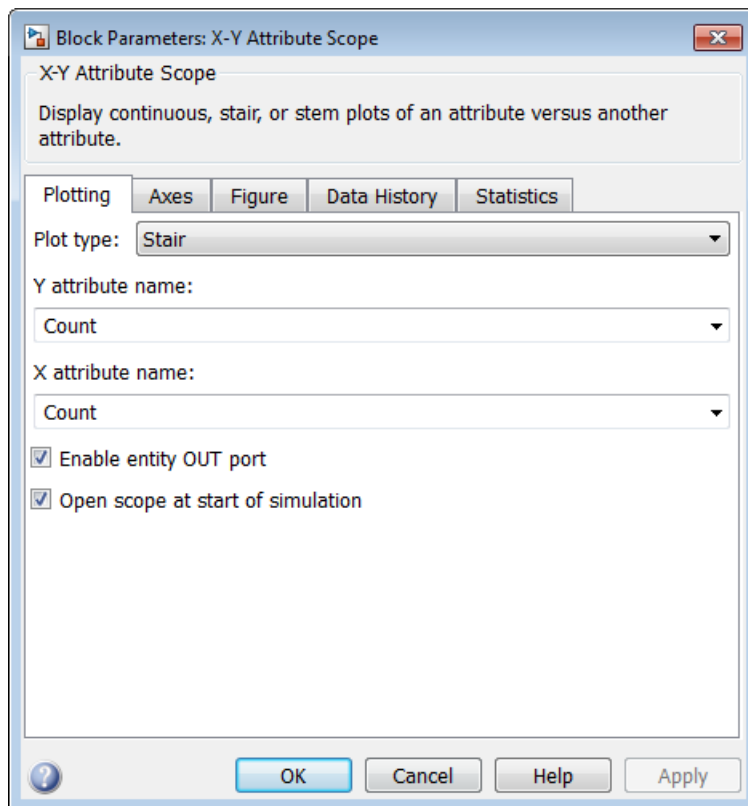 Block Parameters: X-Y Attribute Scope
X-Y Attribute Scope
Display continuous, stair, or stem plots of an attribute versus another
attribute.
Plotting Axes Figure Data History Statistics
Plot type: Stair
Y attribute name:
Count
X attribute name:
Count
Enable entity OUT port
Open scope at start of simulation
? OK Cancel Help Apply